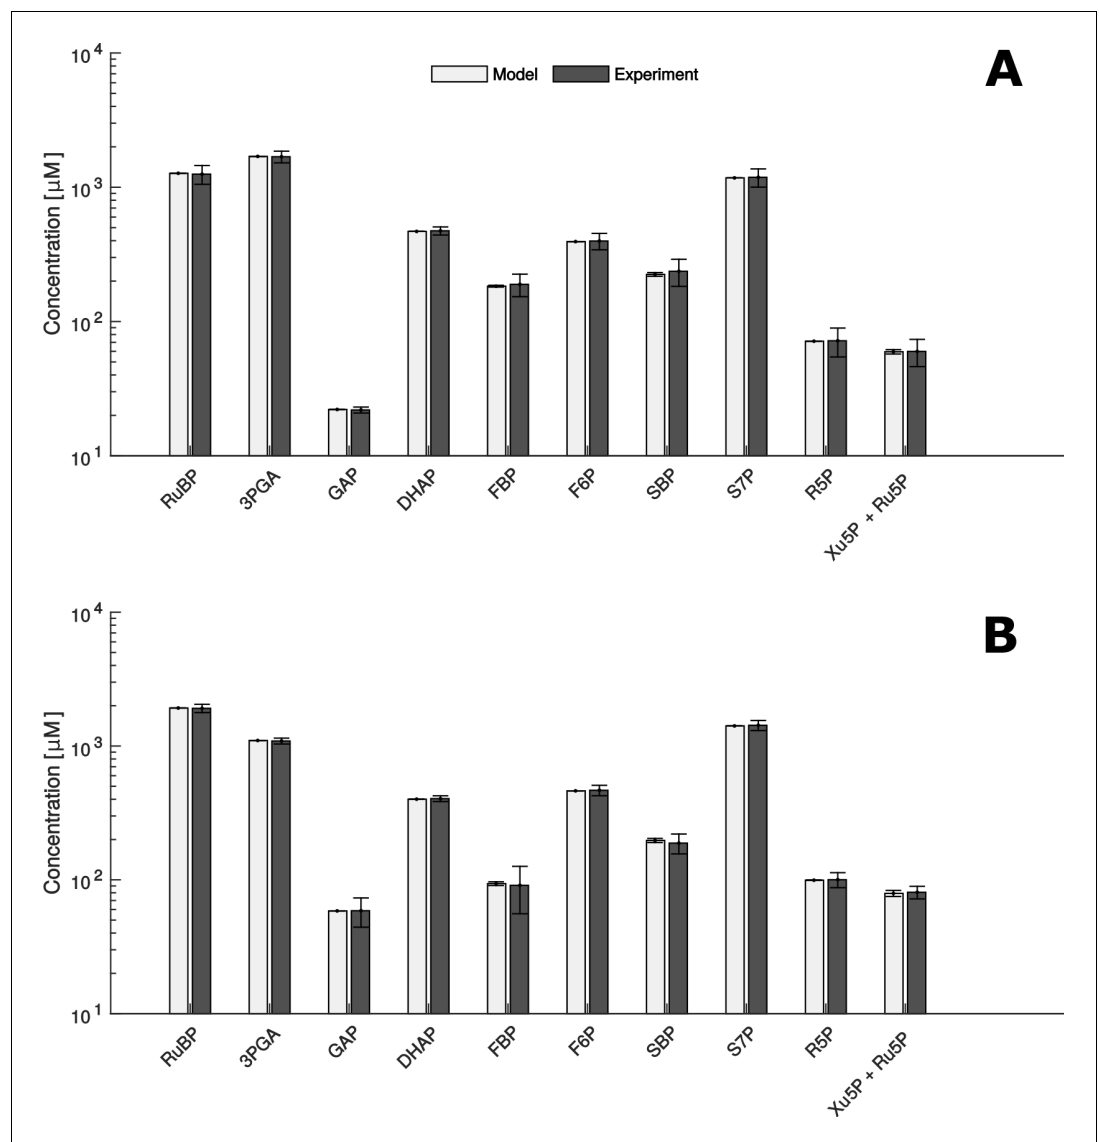 A
Model Experiment
10^4
10^3
10^2
10^1
Concentration [μM]
RuBP 3PGA GAP DHAP FBP F6P SBP S7P R5P Xu5P + Ru5P
B
10^4
10^3
10^2
10^1
Concentration [μM]
RuBP 3PGA GAP DHAP FBP F6P SBP S7P R5P Xu5P + Ru5P